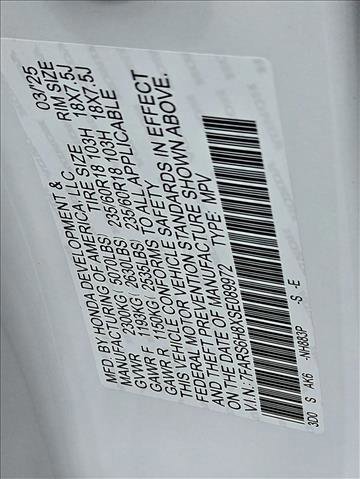 MFD. BY HONDA DEVELOPMENT & 03/'25
MANUFACTURING OF AMERICA, LLC
TIRE SIZE RIM SIZE
GVWR 2300KG( 5070LBS)
GAWR F 1193KG( 2630LBS) 235/60R18 103H 18X7.5J
GAWR R 1150KG( 2535LBS) 235/60R18 103H 18X7.5J
THIS VEHICLE CONFORMS TO ALL APPLICABLE
FEDERAL MOTOR VEHICLE SAFETY
AND THEFT PREVENTION STANDARDS IN EFFECT
ON THE DATE OF MANUFACTURE SHOWN ABOVE.
V.I.N.: 7FARS6H8XSE089972 TYPE: MPV
3D0 S AK6 -NH883P -S -E